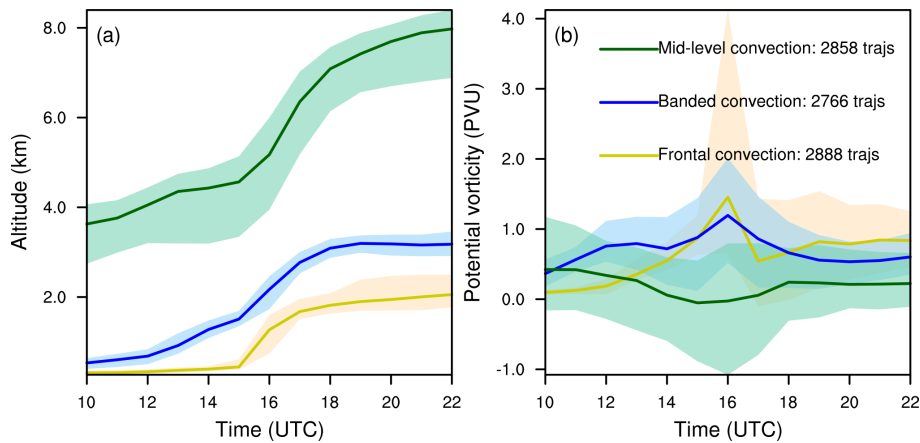 (a)
8.0
6.0
4.0
2.0
Altitude (km)
10 12 14 16 18 20 22
Time (UTC)
(b)
4.0
3.0
2.0
1.0
0.0
-1.0
Potential vorticity (PVU)
Mid-level convection: 2858 trajs
Banded convection: 2766 trajs
Frontal convection: 2888 trajs
10 12 14 16 18 20 22
Time (UTC)